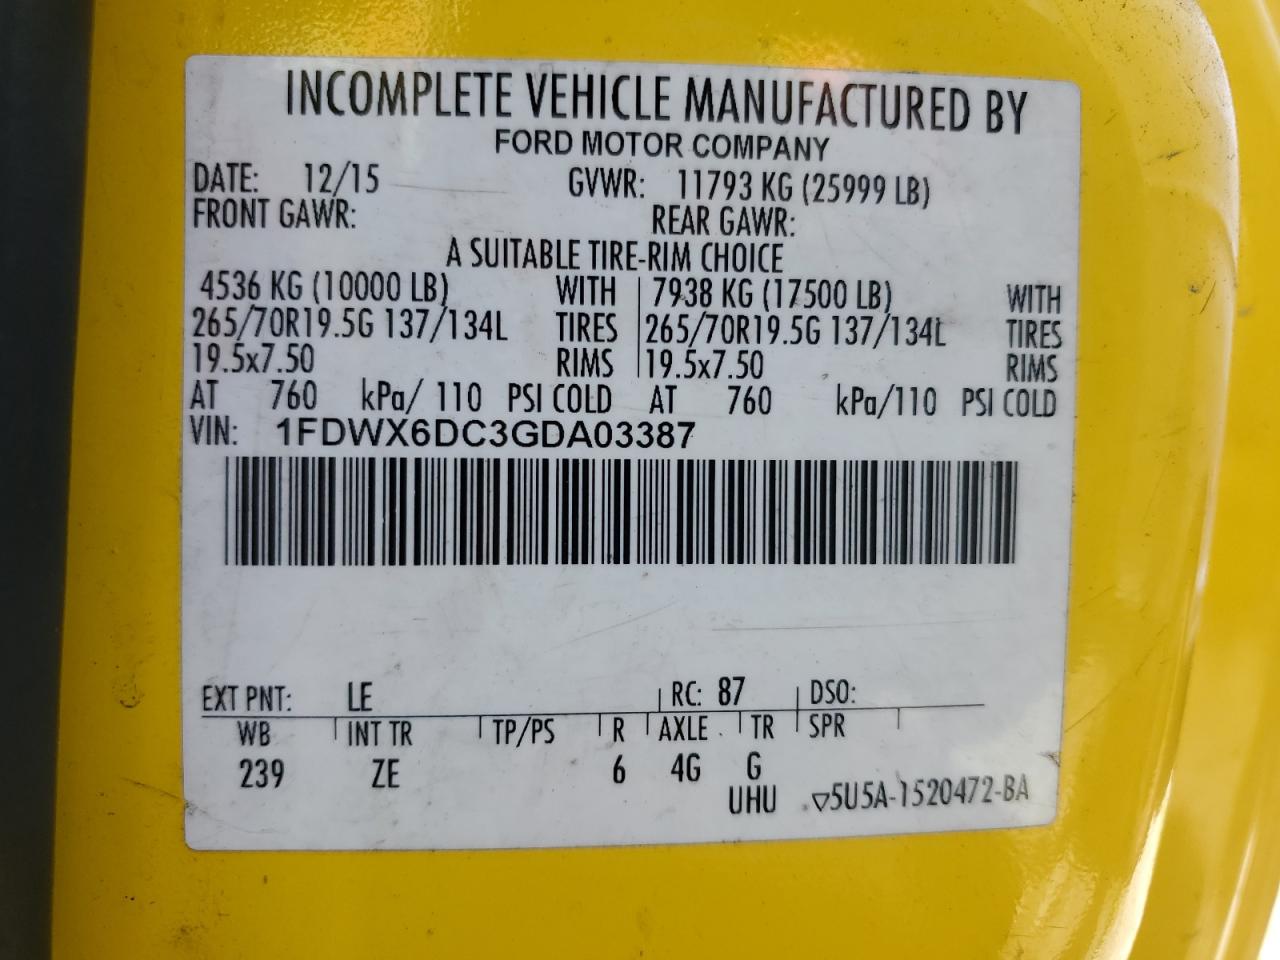 INCOMPLETE VEHICLE MANUFACTURED BY
FORD MOTOR COMPANY
DATE: 12/15 GVWR: 11793 KG (25999 LB)
FRONT GAWR: REAR GAWR:
A SUITABLE TIRE-RIM CHOICE
4536 KG (10000 LB) WITH 7938 KG (17500 LB) WITH
265/70R19.5G 137/134L TIRES 265/70R19.5G 137/134L TIRES
19.5x7.50 RIMS 19.5x7.50 RIMS
AT 760 kPa/ 110 PSI COLD AT 760 kPa/110 PSI COLD
VIN: 1FDWX6DC3GDA03387
EXT PNT: LE RC: 87 DSO:
WB INT TR TP/PS R AXLE TR SPR
239 ZE 6 4G G
UHU ▽5U5A-1520472-BA